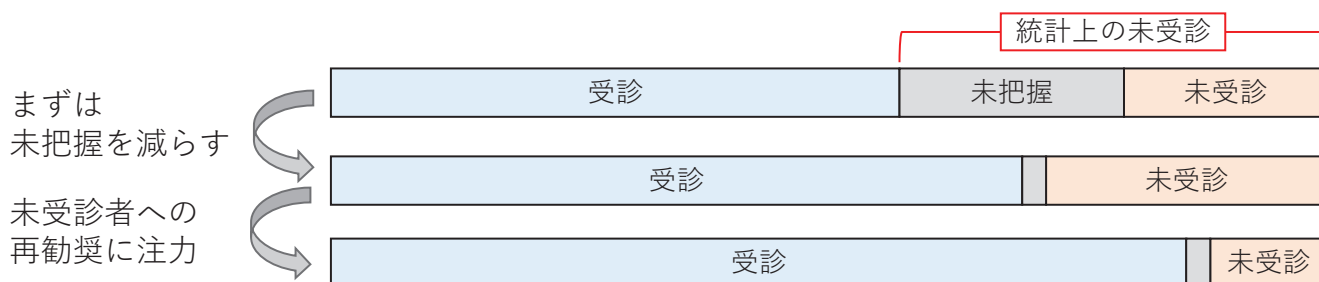 統計上の未受診
受診 未把握 未受診
まずは
未把握を減らす
受診 未受診
未受診者への
再勧奨に注力
受診 未受診